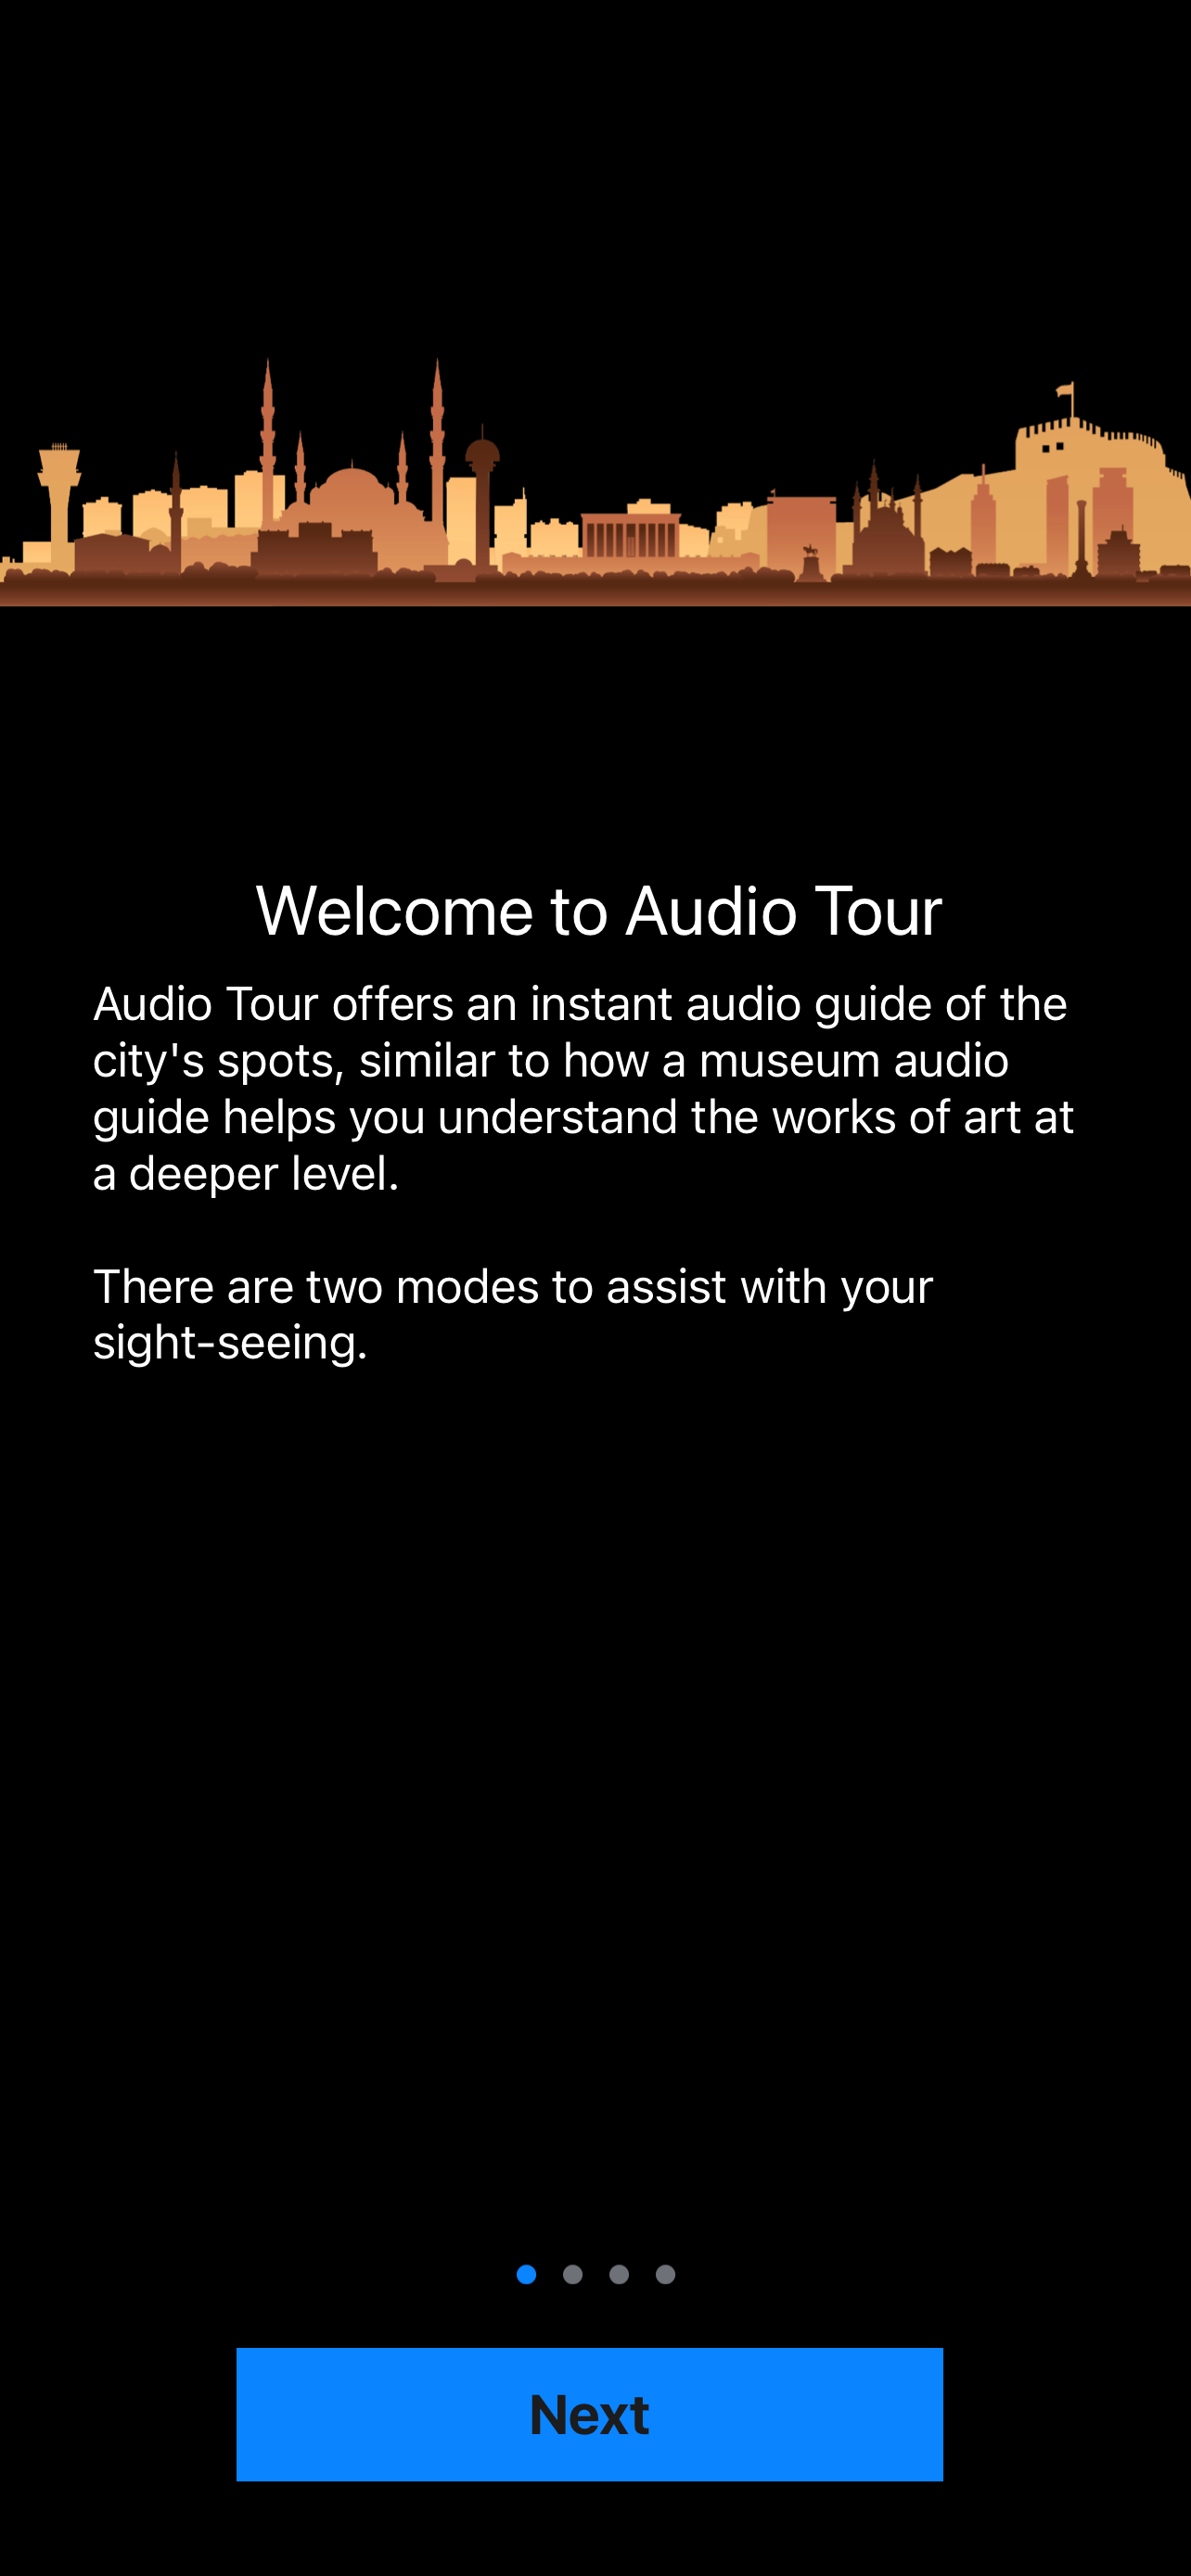 Welcome to Audio Tour
Audio Tour offers an instant audio guide of the
city's spots, similar to how a museum audio
guide helps you understand the works of art at
a deeper level.
There are two modes to assist with your
sight-seeing.
Next